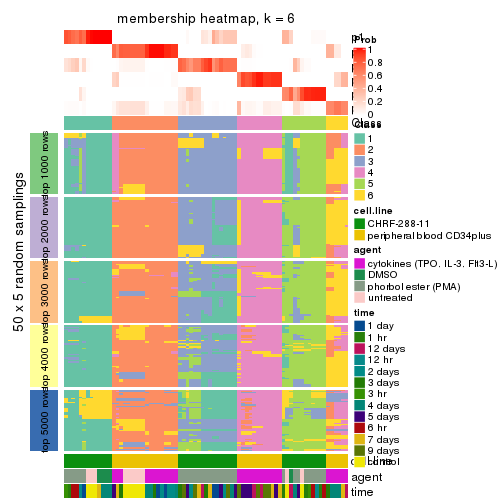 membership heatmap, k = 6
Prob
1
0.8
0.6
0.4
0.2
0
Class
1
2
3
4
5
6
cell.line
CHRF-288-11
peripheral blood CD34plus
agent
cytokines (TPO, IL-3, Flt3-L)
DMSO
phorbol ester (PMA)
untreated
time
1 day
1 hr
12 days
12 hr
2 days
3 days
3 hr
4 days
5 days
6 hr
7 days
9 days
control
agent
time
50 x 5 random samplings
top 1000 rows
top 2000 rows
top 3000 rows
top 4000 rows
top 5000 rows